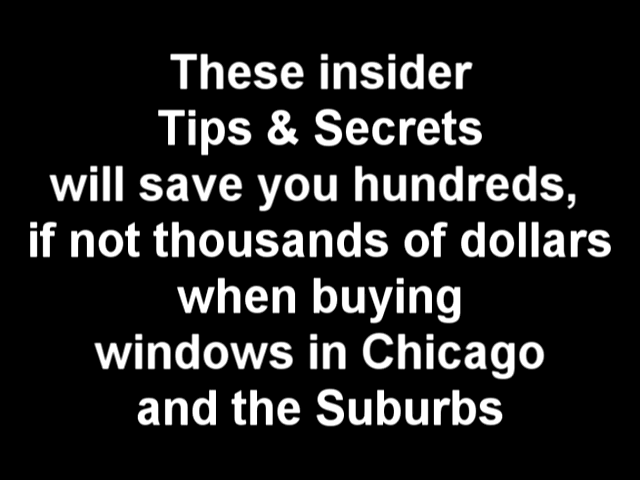 These insider
Tips & Secrets
will save you hundreds,
if not thousands of dollars
when buying
windows in Chicago
and the Suburbs